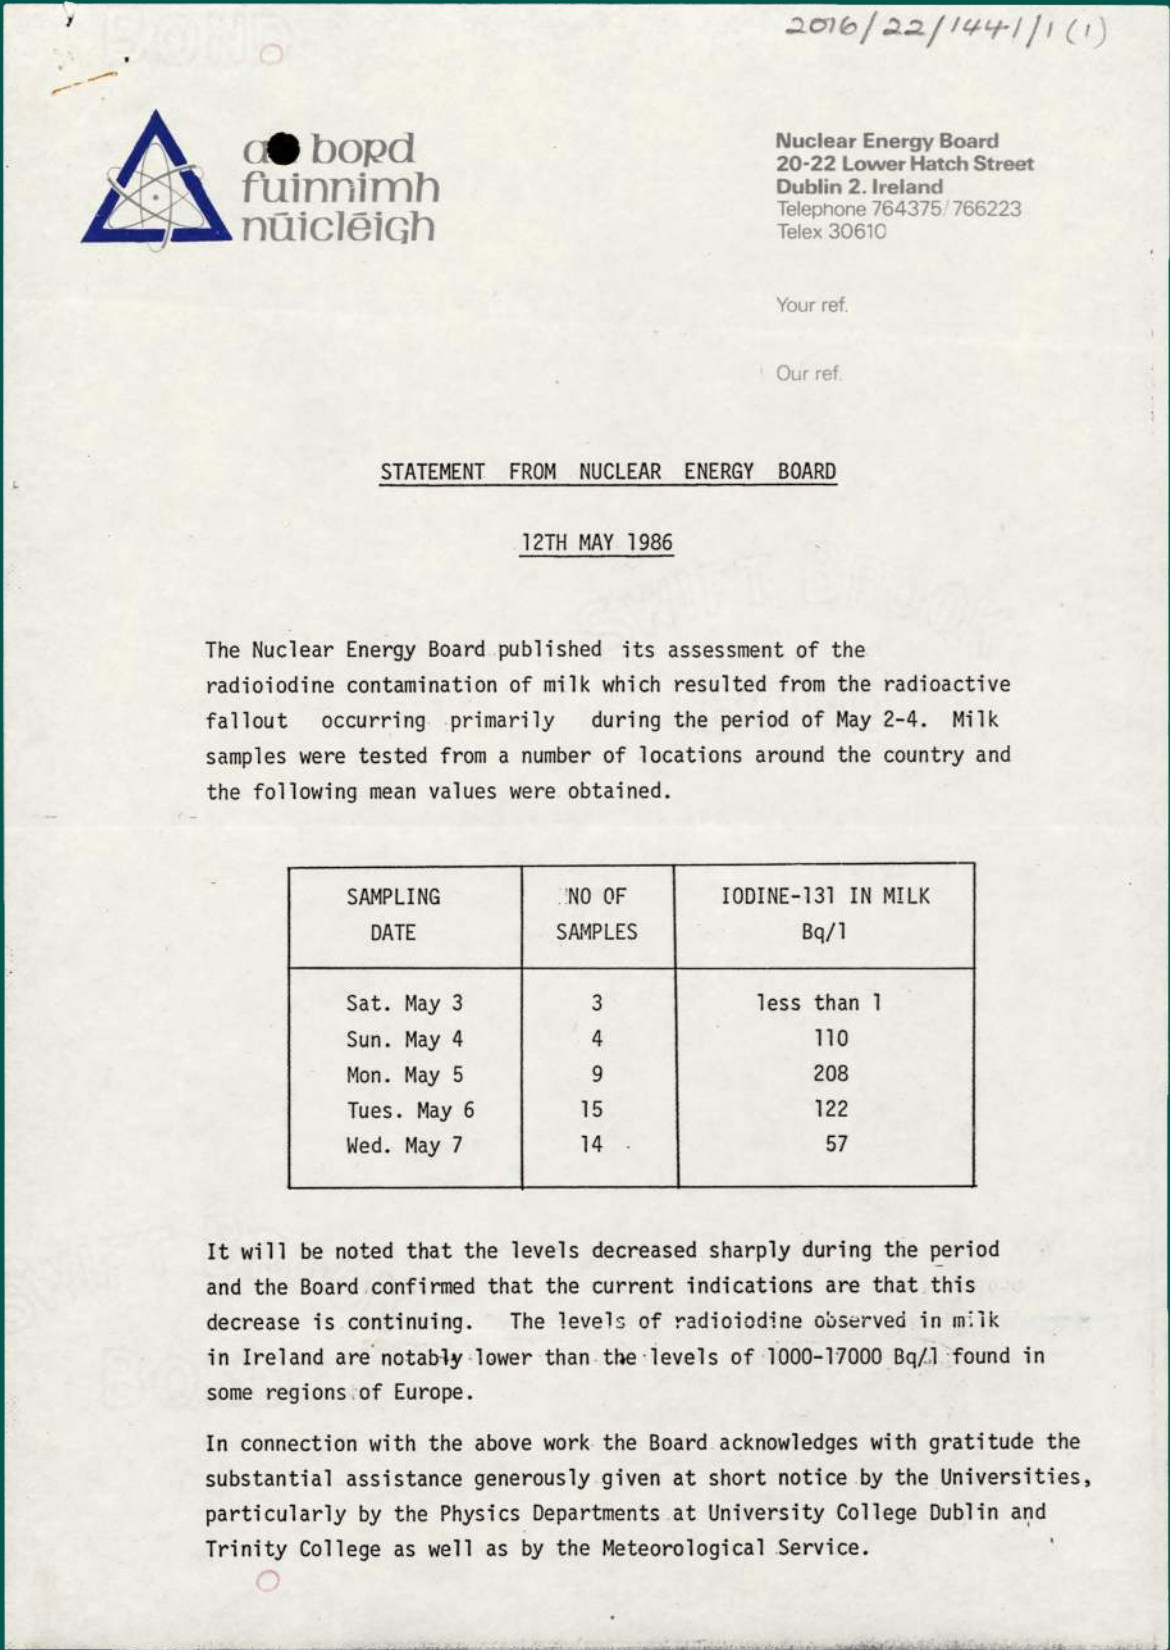 2016/22/1441/1(1)
bord
fuinnimh
núicléigh
Nuclear Energy Board
20-22 Lower Hatch Street
Dublin 2. Ireland
Telephone 764375/766223
Telex 30610
Your ref.
Our ref.
STATEMENT FROM NUCLEAR ENERGY BOARD
12TH MAY 1986
The Nuclear Energy Board published its assessment of the
radioiodine contamination of milk which resulted from the radioactive
fallout occurring primarily during the period of May 2-4. Milk
samples were tested from a number of locations around the country and
the following mean values were obtained.
SAMPLING DATE NO OF SAMPLES IODINE-131 IN MILK Bq/l
Sat. May 3 3 less than 1
Sun. May 4 4 110
Mon. May 5 9 208
Tues. May 6 15 122
Wed. May 7 14 57
It will be noted that the levels decreased sharply during the period
and the Board confirmed that the current indications are that this
decrease is continuing. The levels of radioiodine observed in milk
in Ireland are notably lower than the levels of 1000-17000 Bq/l found in
some regions of Europe.
In connection with the above work the Board acknowledges with gratitude the
substantial assistance generously given at short notice by the Universities,
particularly by the Physics Departments at University College Dublin and
Trinity College as well as by the Meteorological Service.